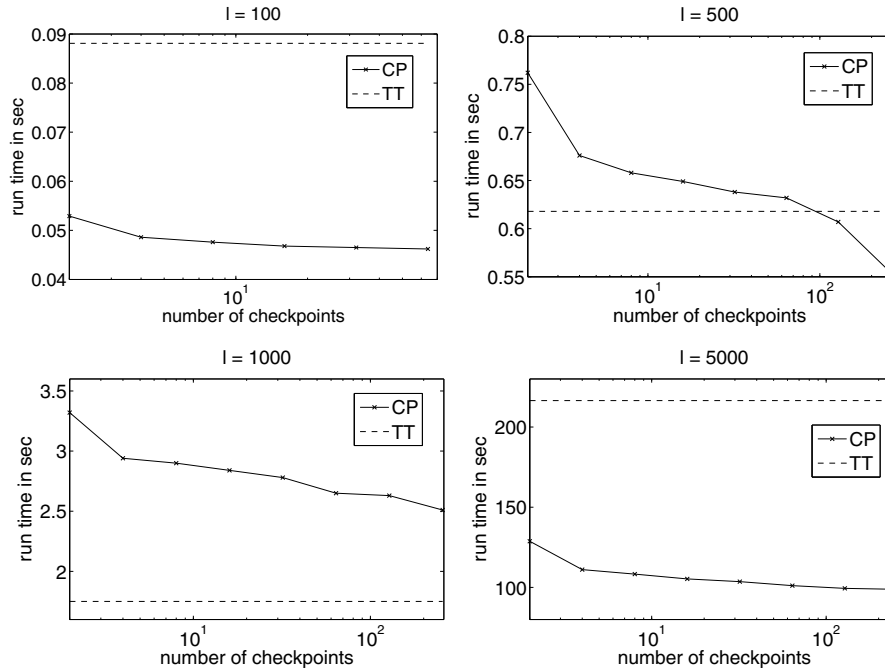 l = 100
0.09
0.08
0.07
0.06
0.05
0.04
run time in sec
CP
TT
10^1
number of checkpoints
l = 500
0.8
0.75
0.7
0.65
0.6
0.55
run time in sec
CP
TT
10^1
10^2
number of checkpoints
l = 1000
3.5
3
2.5
2
run time in sec
CP
TT
10^1
10^2
number of checkpoints
l = 5000
200
150
100
run time in sec
CP
TT
10^1
10^2
number of checkpoints